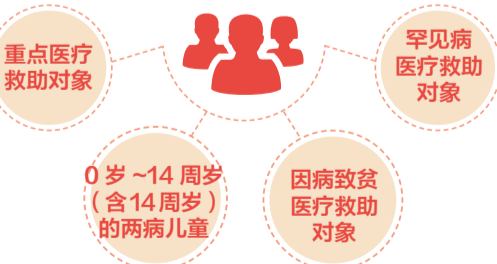 重点医疗
救助对象
罕见病
医疗救助
对象
0 岁 ~14 周岁
（含14周岁）
的两病儿童
因病致贫
医疗救助
对象